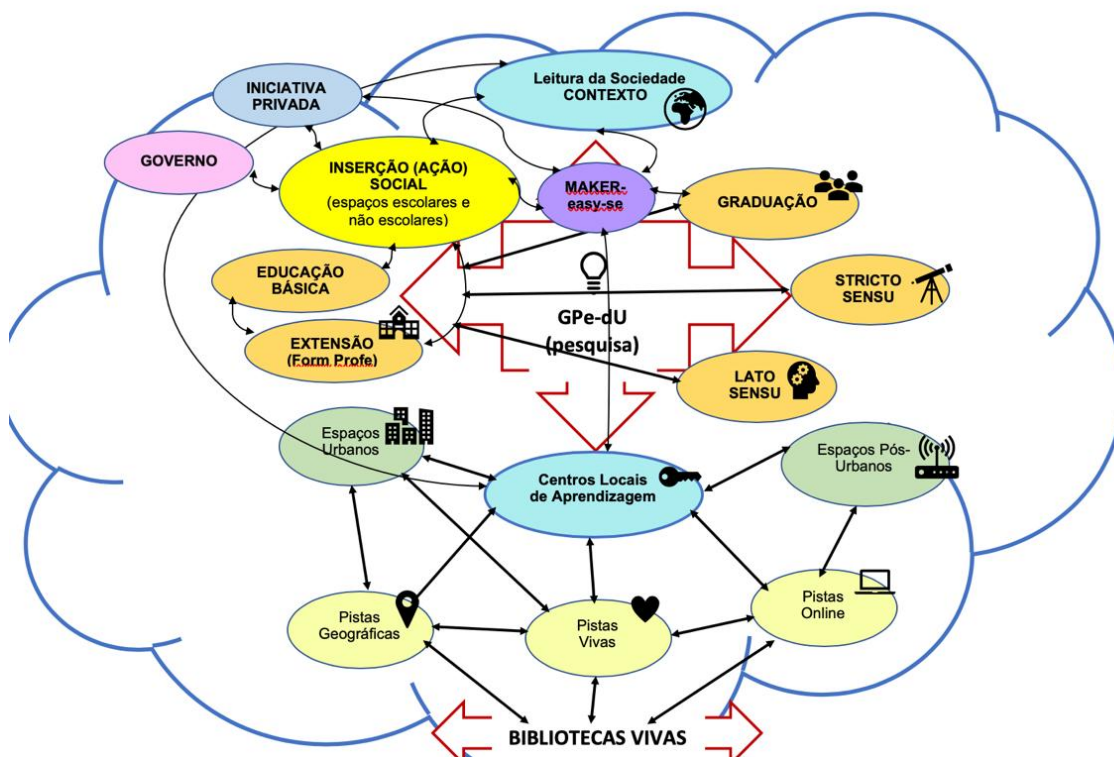 Leitura da Sociedade
CONTEXTO
INICIATIVA
PRIVADA
GOVERNO
INSERÇÃO (AÇÃO)
SOCIAL
(espaços escolares e
não escolares)
MAKER-
easy-se
GRADUAÇÃO
EDUCAÇÃO
BÁSICA
STRICTO
SENSU
GPe-dU
(pesquisa)
EXTENSÃO
(Form Profe)
LATO
SENSU
Espaços
Urbanos
Espaços Pós-
Urbanos
Centros Locais
de Aprendizagem
Pistas
Geográficas
Pistas
Vivas
Pistas
Online
BIBLIOTECAS VIVAS